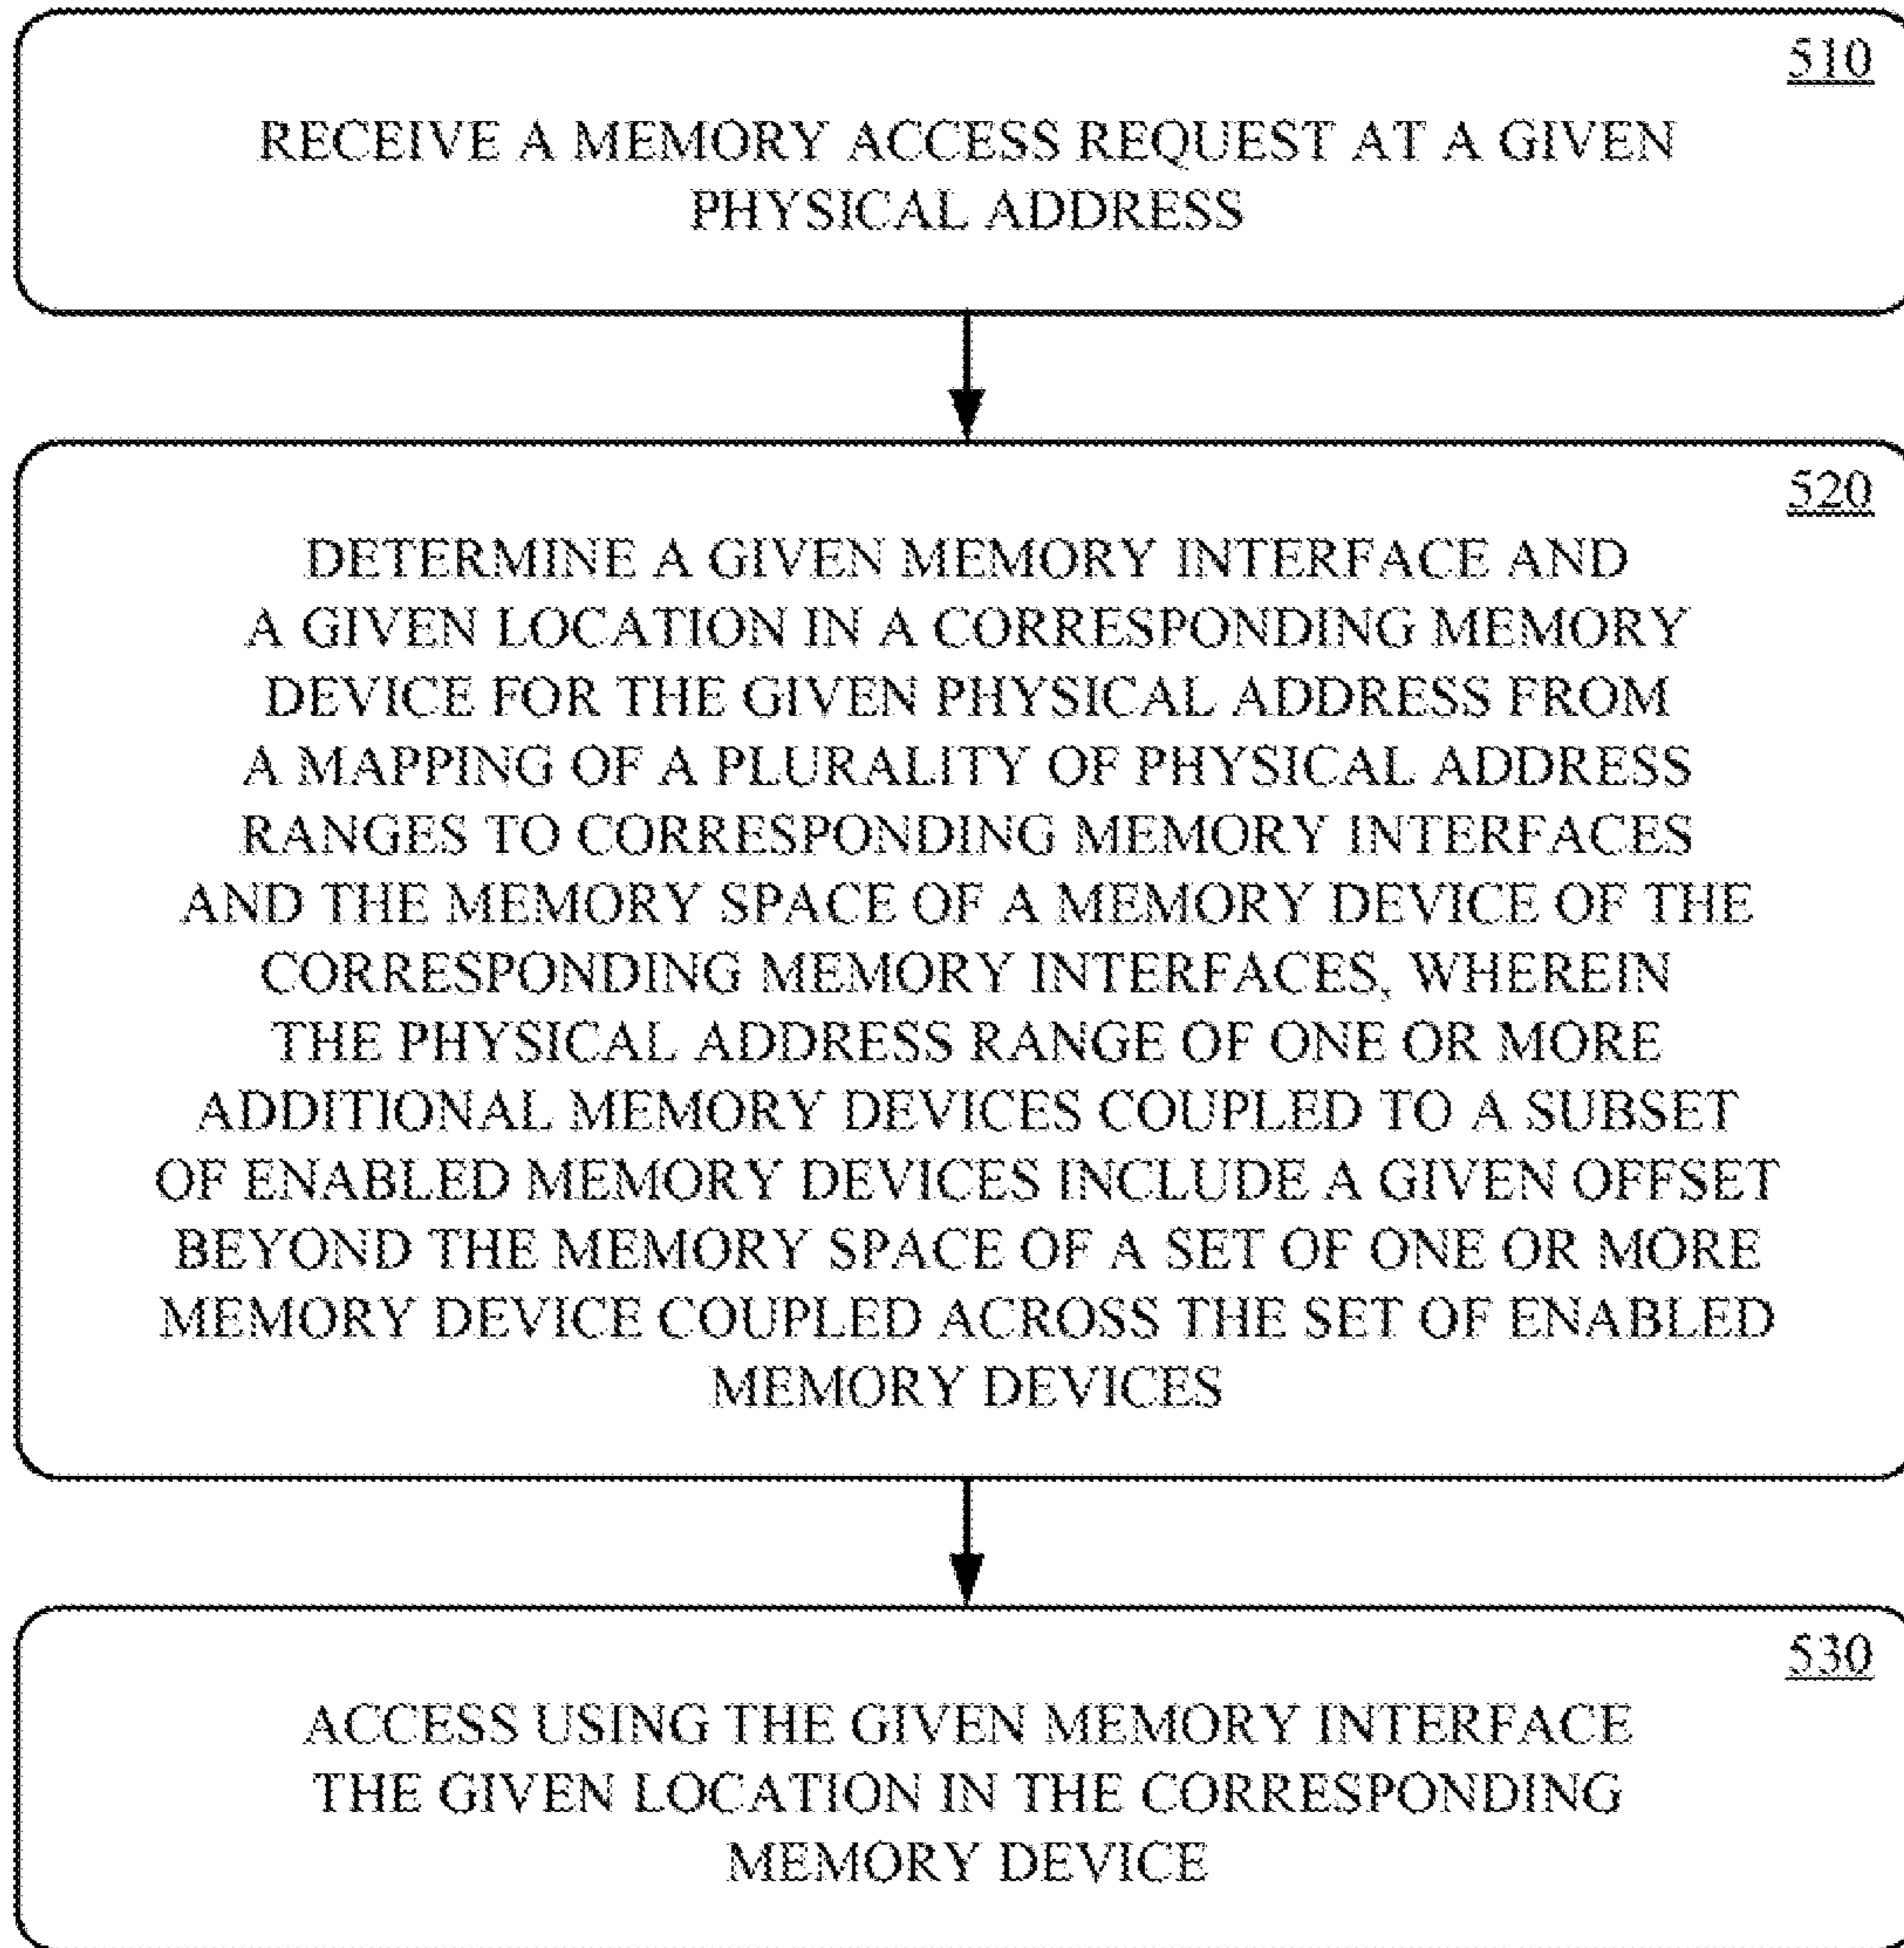 510
RECEIVE A MEMORY ACCESS REQUEST AT A GIVEN
PHYSICAL ADDRESS
520
DETERMINE A GIVEN MEMORY INTERFACE AND
A GIVEN LOCATION IN A CORRESPONDING MEMORY
DEVICE FOR THE GIVEN PHYSICAL ADDRESS FROM
A MAPPING OF A PLURALITY OF PHYSICAL ADDRESS
RANGES TO CORRESPONDING MEMORY INTERFACES
AND THE MEMORY SPACE OF A MEMORY DEVICE OF THE
CORRESPONDING MEMORY INTERFACES, WHEREIN
THE PHYSICAL ADDRESS RANGE OF ONE OR MORE
ADDITIONAL MEMORY DEVICES COUPLED TO A SUBSET
OF ENABLED MEMORY DEVICES INCLUDE A GIVEN OFFSET
BEYOND THE MEMORY SPACE OF A SET OF ONE OR MORE
MEMORY DEVICE COUPLED ACROSS THE SET OF ENABLED
MEMORY DEVICES
530
ACCESS USING THE GIVEN MEMORY INTERFACE
THE GIVEN LOCATION IN THE CORRESPONDING
MEMORY DEVICE